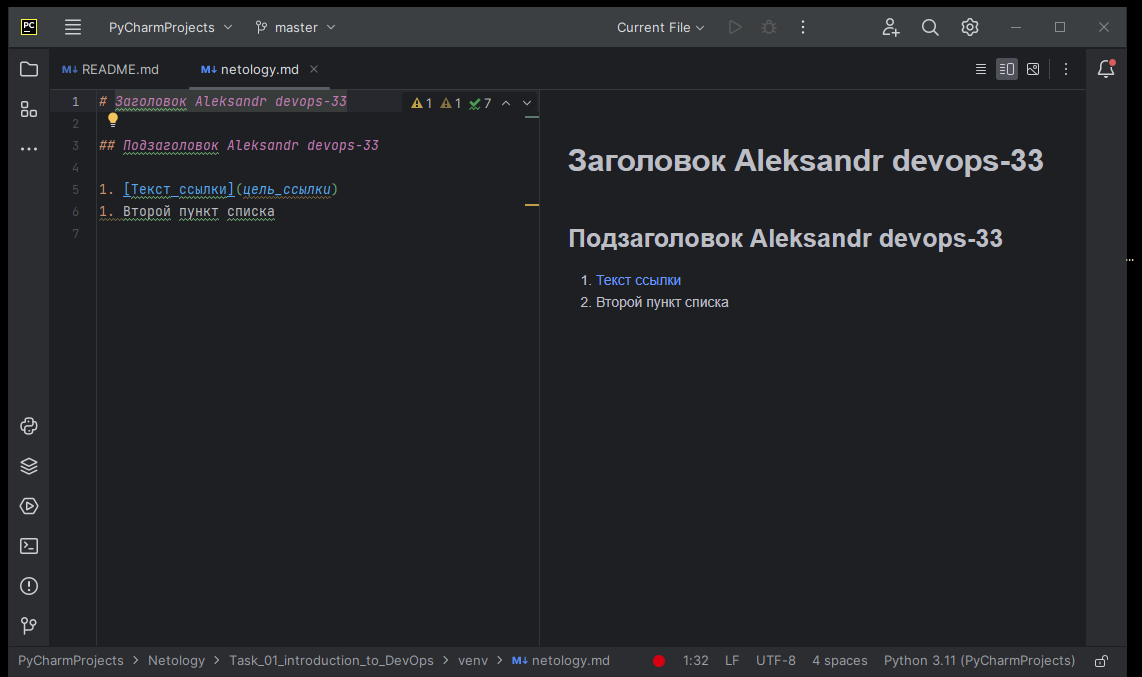 PC PyCharmProjects master Current File
README.md netology.md
1 # Заголовок Aleksandr devops-33 1 1 7
2
3 ## Подзаголовок Aleksandr devops-33
4
5 1. [Текст ссылки](цель_ссылки)
6 1. Второй пункт списка
7
Заголовок Aleksandr devops-33
Подзаголовок Aleksandr devops-33
1. Текст ссылки
2. Второй пункт списка
PyCharmProjects > Netology > Task_01_introduction_to_DevOps > venv > M↓ netology.md 1:32 LF UTF-8 4 spaces Python 3.11 (PyCharmProjects)